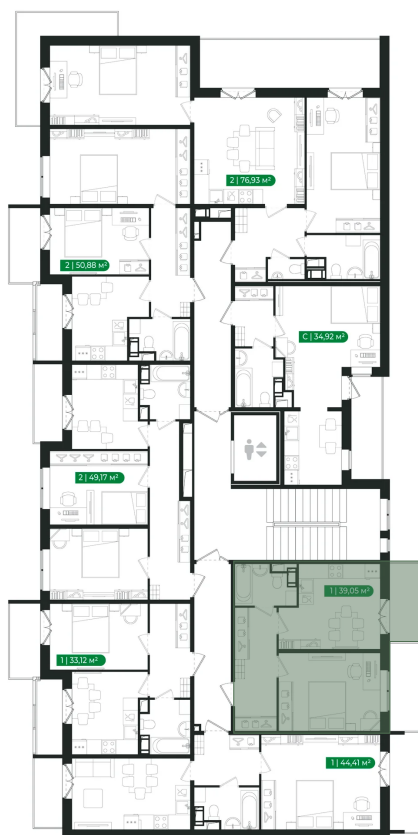 2 | 76,93 м²
2 | 50,88 м²
С | 34,92 м²
2 | 49,17 м²
1 | 39,05 м²
1 | 33,12 м²
1 | 44,41 м²